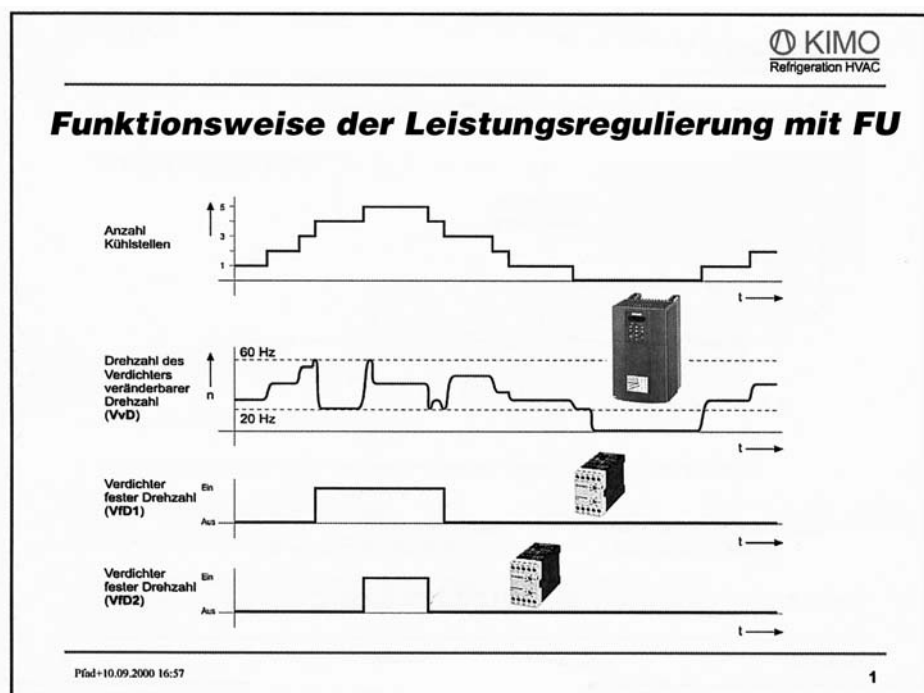 KIMO
Refrigeration HVAC
Funktionsweise der Leistungsregulierung mit FU
Anzahl
Kühlstellen
5
3
1
t
Drehzahl des
Verdichters
veränderbarer
Drehzahl
(VvD)
n
60 Hz
20 Hz
t
Verdichter
fester Drehzahl
(VfD1)
Ein
Aus
t
Verdichter
fester Drehzahl
(VfD2)
Ein
Aus
t
Pfad+10.09.2000 16:57
1